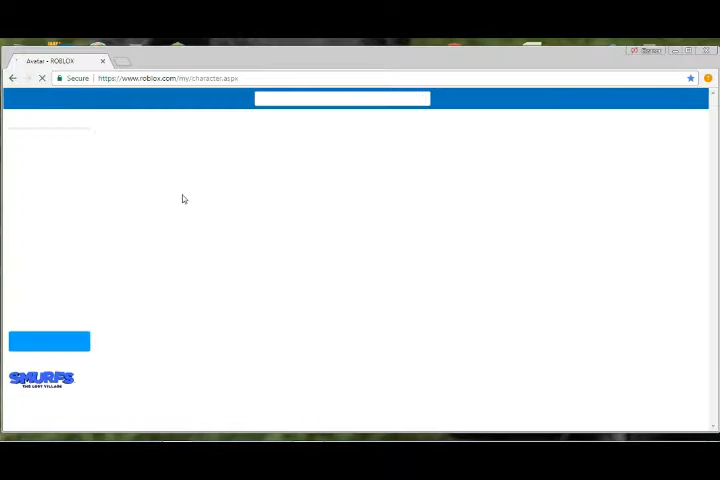 Avatar - ROBLOX
Secure
https://www.roblox.com/my/character.aspx
SMURFS
THE LOST VILLAGE